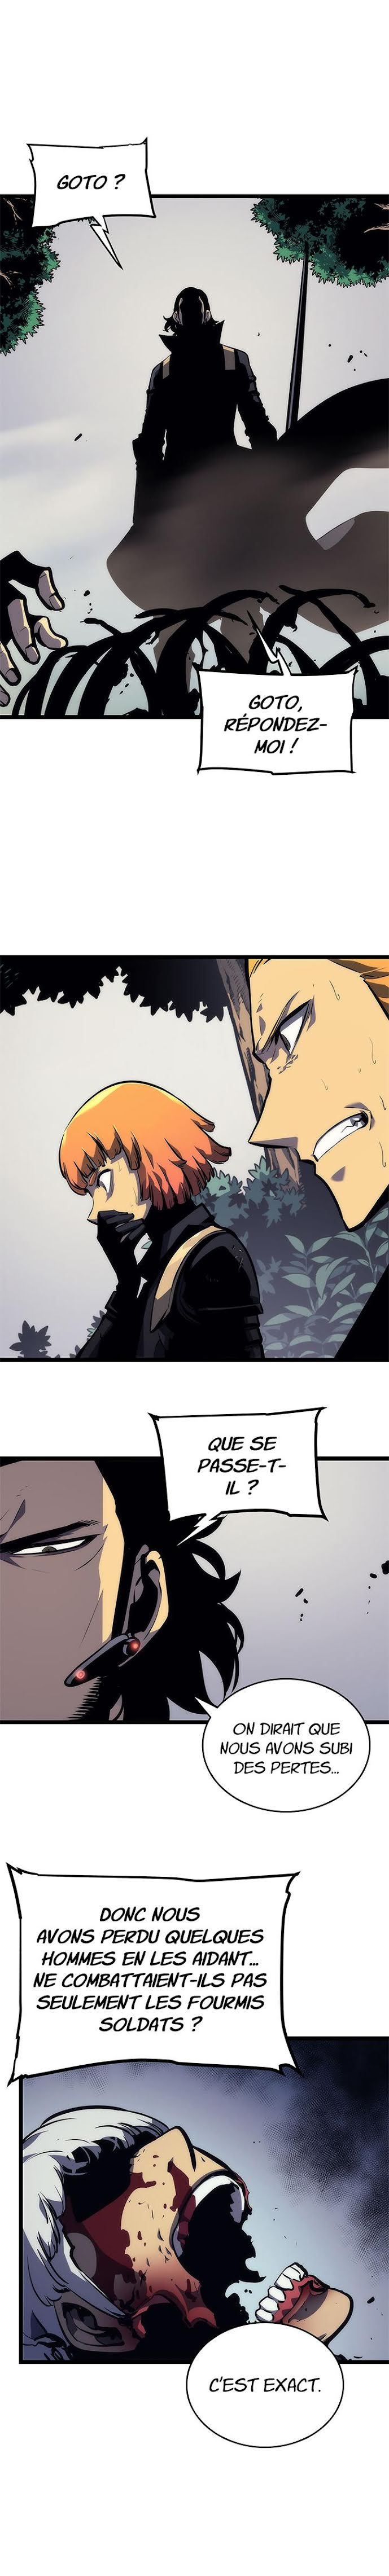 GOTO ?
GOTO,
RÉPONDEZ-
MOI !
QUE SE
PASSE-T-
IL ?
ON DIRAIT QUE
NOUS AVONS SUBI
DES PERTES...
DONC NOUS
AVONS PERDU QUELQUES
HOMMES EN LES AIDANT...
NE COMBATTAIENT-ILS PAS
SEULEMENT LES FOURMIS
SOLDATS ?
C'EST EXACT.